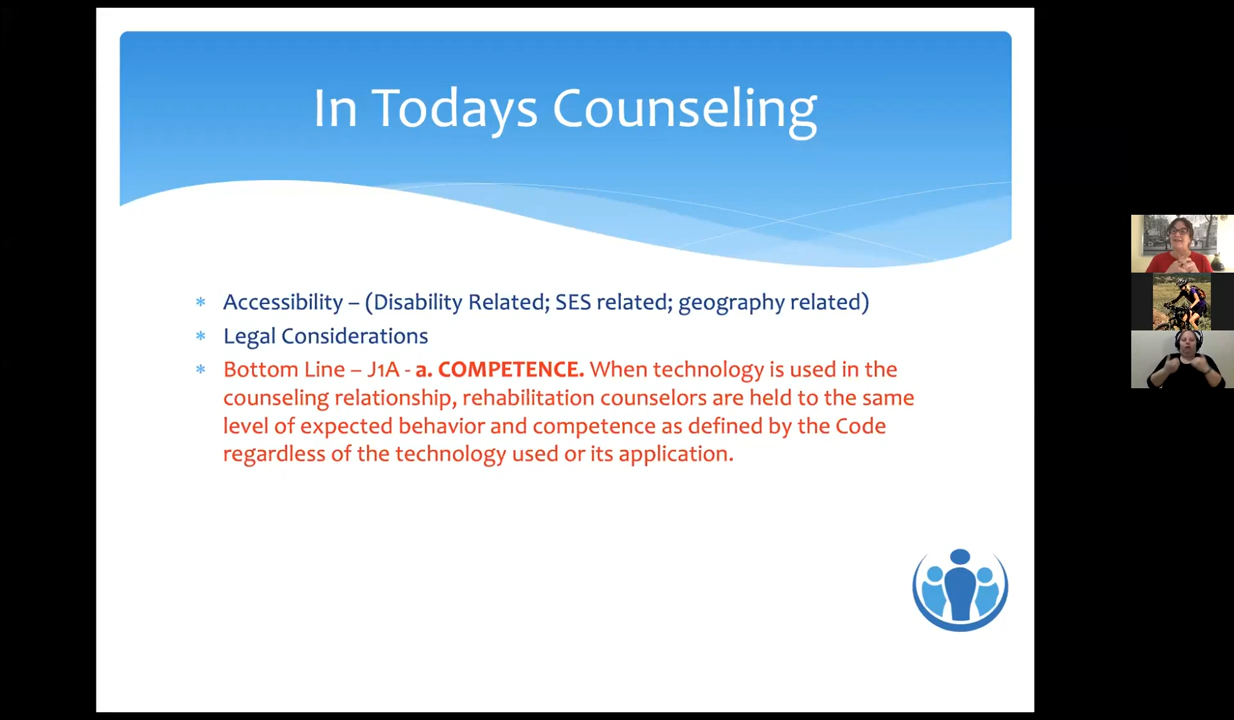 In Todays Counseling
* Accessibility – (Disability Related; SES related; geography related)
* Legal Considerations
* Bottom Line – J1A - a. COMPETENCE. When technology is used in the
counseling relationship, rehabilitation counselors are held to the same
level of expected behavior and competence as defined by the Code
regardless of the technology used or its application.